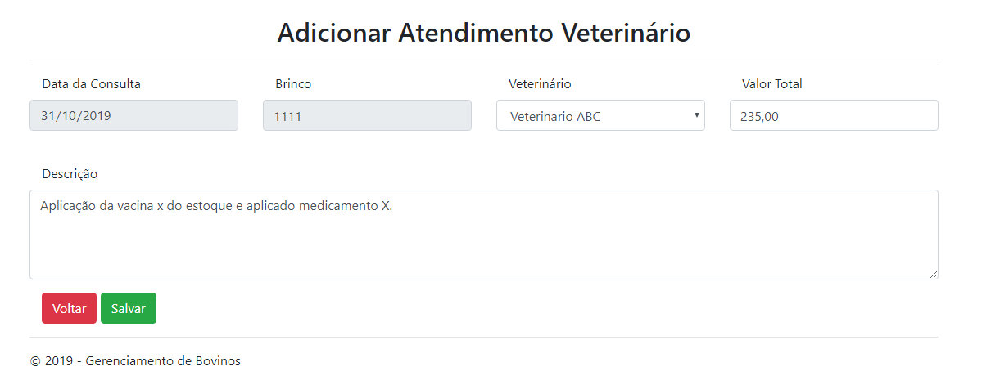 Adicionar Atendimento Veterinário
Data da Consulta Brinco Veterinário Valor Total
31/10/2019 1111 Veterinario ABC 235,00
Descrição
Aplicação da vacina x do estoque e aplicado medicamento X.
Voltar Salvar
© 2019 - Gerenciamento de Bovinos